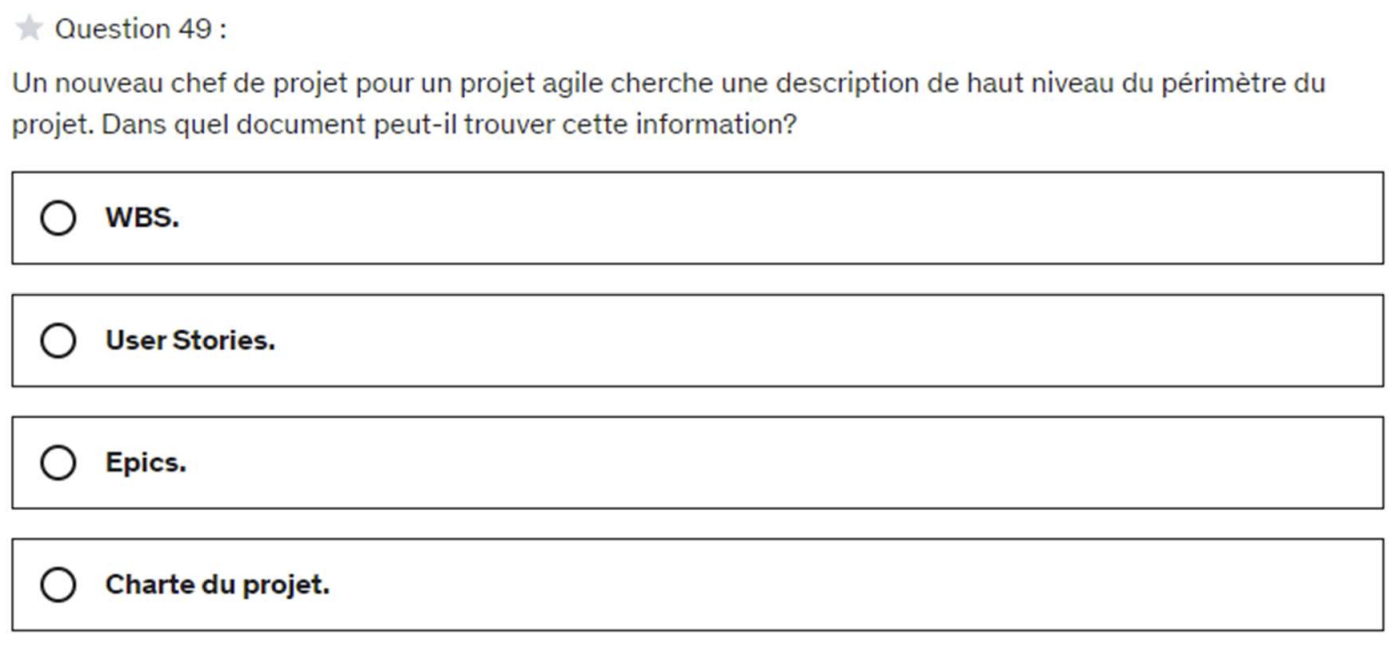 Question 49 :
Un nouveau chef de projet pour un projet agile cherche une description de haut niveau du périmètre du
projet. Dans quel document peut-il trouver cette information?
WBS.
User Stories.
Epics.
Charte du projet.